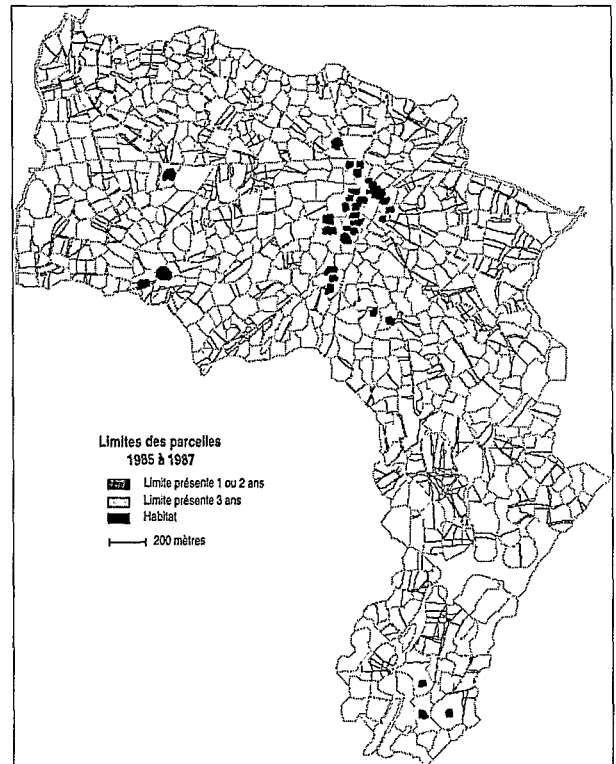 Limites des parcelles
1985 à 1987
Limite présente 1 ou 2 ans
Limite présente 3 ans
Habitat
200 mètres